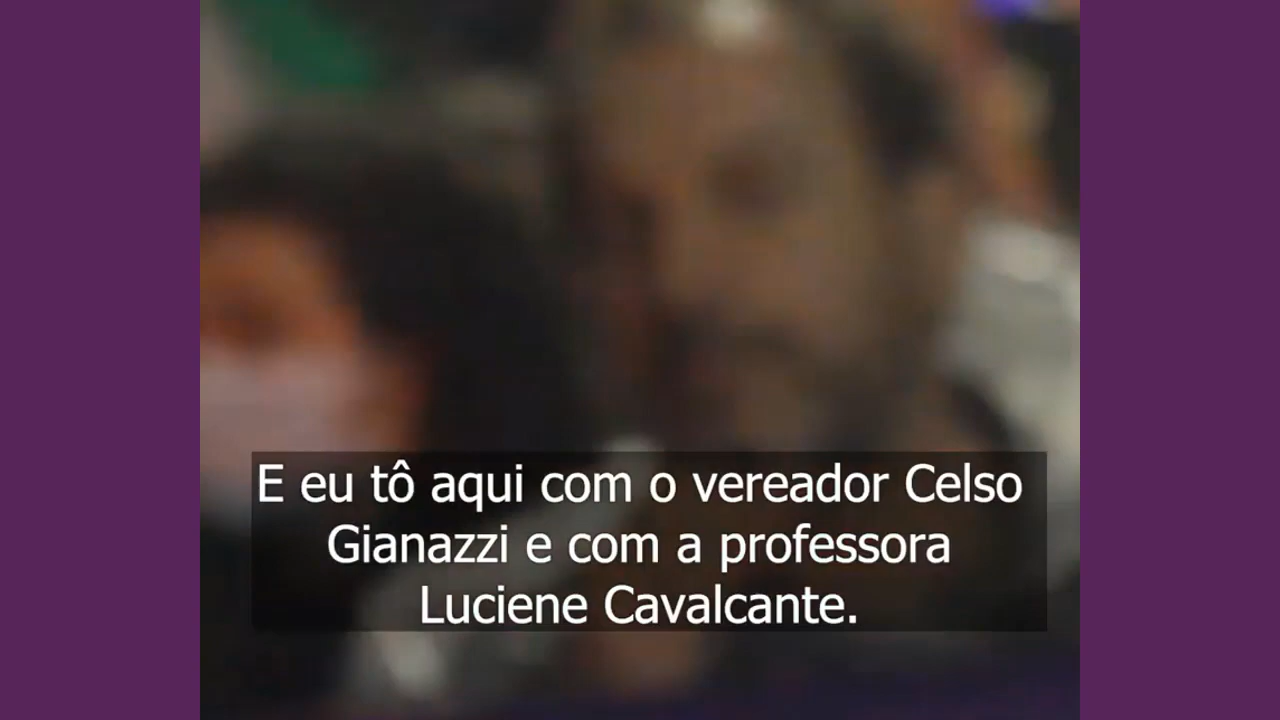 E eu tô aqui com o vereador Celso
Gianazzi e com a professora
Luciene Cavalcante.